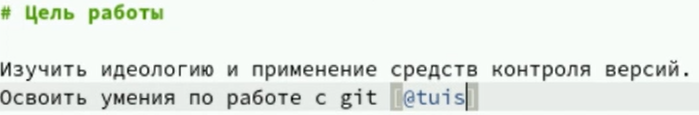 # Цель работы
Изучить идеологию и применение средств контроля версий.
Освоить умения по работе с git [@tuis]